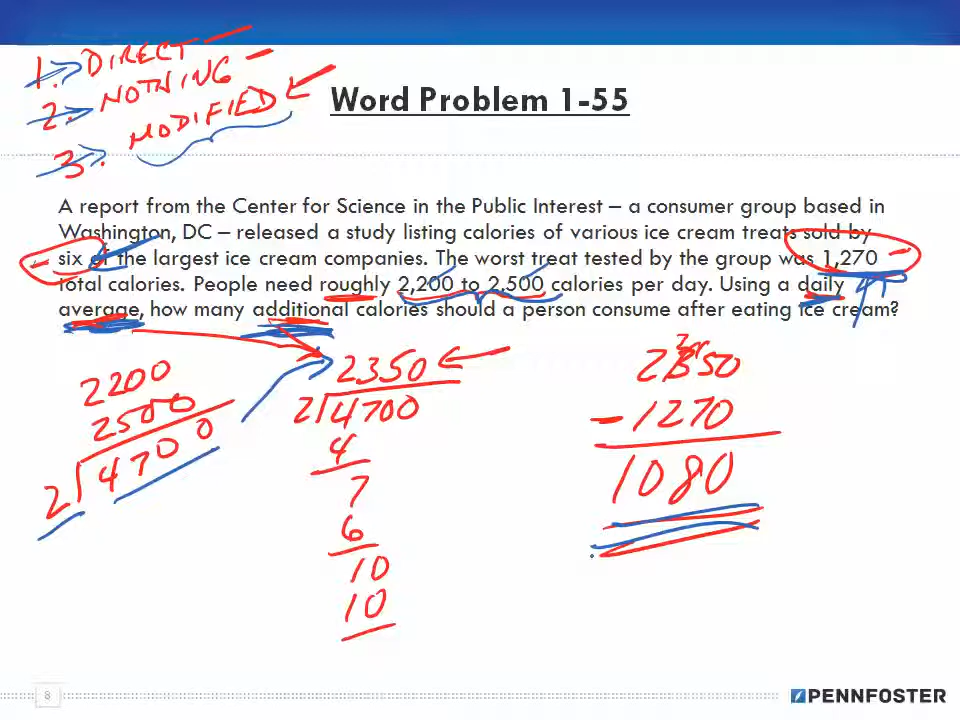 1. DIRECT
2. NOTHING
3. MODIFIED
Word Problem 1-55
A report from the Center for Science in the Public Interest – a consumer group based in
Washington, DC – released a study listing calories of various ice cream treats sold by
six of the largest ice cream companies. The worst treat tested by the group was 1,270
total calories. People need roughly 2,200 to 2,500 calories per day. Using a daily
average, how many additional calories should a person consume after eating ice cream?
2200
2500
2 4700
2350
2 4700
4
7
6
10
10
2350
-1270
1080
8
PENNFOSTER